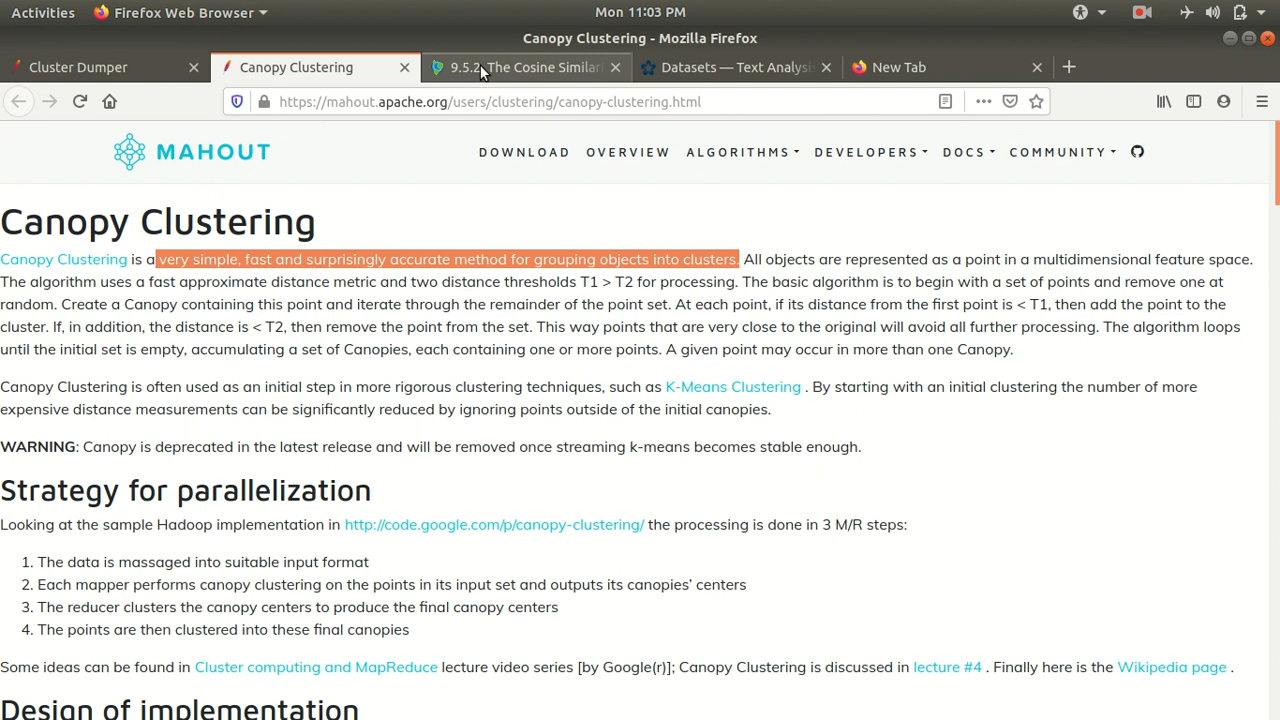 Activities Firefox Web Browser Mon 11:03 PM
Canopy Clustering - Mozilla Firefox
Cluster Dumper Canopy Clustering 9.5.2. The Cosine Similar Datasets — Text Analysis New Tab
https://mahout.apache.org/users/clustering/canopy-clustering.html
MAHOUT DOWNLOAD OVERVIEW ALGORITHMS DEVELOPERS DOCS COMMUNITY
Canopy Clustering
Canopy Clustering is a very simple, fast and surprisingly accurate method for grouping objects into clusters. All objects are represented as a point in a multidimensional feature space.
The algorithm uses a fast approximate distance metric and two distance thresholds T1 > T2 for processing. The basic algorithm is to begin with a set of points and remove one at
random. Create a Canopy containing this point and iterate through the remainder of the point set. At each point, if its distance from the first point is < T1, then add the point to the
cluster. If, in addition, the distance is < T2, then remove the point from the set. This way points that are very close to the original will avoid all further processing. The algorithm loops
until the initial set is empty, accumulating a set of Canopies, each containing one or more points. A given point may occur in more than one Canopy.
Canopy Clustering is often used as an initial step in more rigorous clustering techniques, such as K-Means Clustering . By starting with an initial clustering the number of more
expensive distance measurements can be significantly reduced by ignoring points outside of the initial canopies.
WARNING: Canopy is deprecated in the latest release and will be removed once streaming k-means becomes stable enough.
Strategy for parallelization
Looking at the sample Hadoop implementation in http://code.google.com/p/canopy-clustering/ the processing is done in 3 M/R steps:
1. The data is massaged into suitable input format
2. Each mapper performs canopy clustering on the points in its input set and outputs its canopies’ centers
3. The reducer clusters the canopy centers to produce the final canopy centers
4. The points are then clustered into these final canopies
Some ideas can be found in Cluster computing and MapReduce lecture video series [by Google(r)]; Canopy Clustering is discussed in lecture #4 . Finally here is the Wikipedia page .
Design of implementation